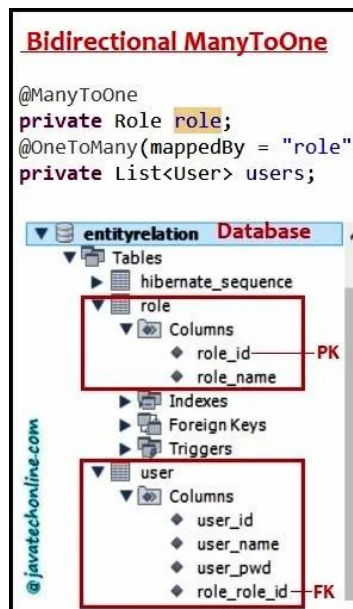 Bidirectional ManyToOne
@ManyToOne
private Role role;
@OneToMany(mappedBy = "role"
private List<User> users;
entityrelation Database
Tables
hibernate_sequence
role
Columns
role_id PK
role_name
Indexes
Foreign Keys
Triggers
user
Columns
user_id
user_name
user_pwd
role_role_id FK
@javatechonline.com